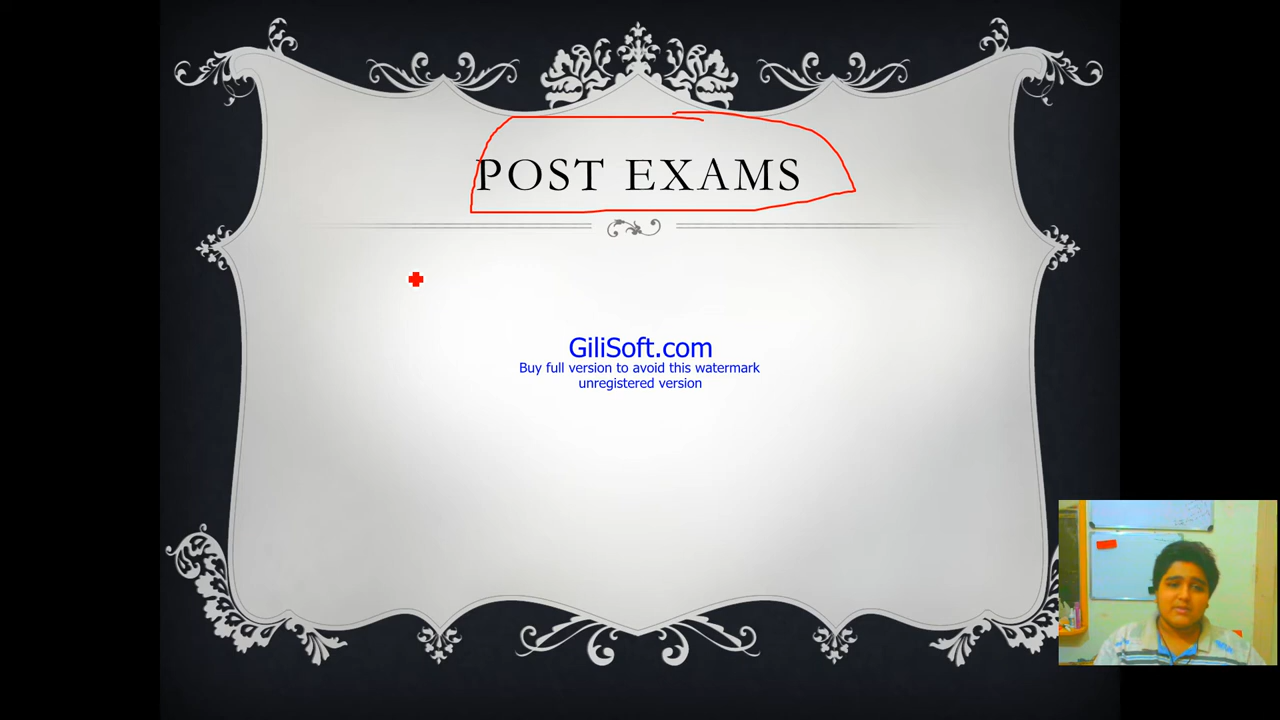 POST EXAMS
GiliSoft.com
Buy full version to avoid this watermark
unregistered version